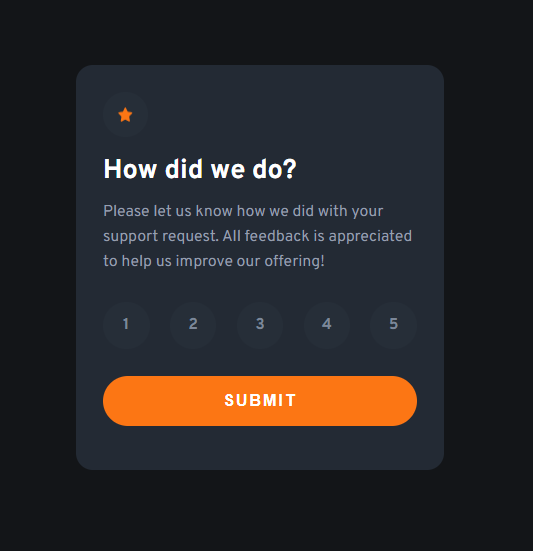 How did we do?
Please let us know how we did with your
support request. All feedback is appreciated
to help us improve our offering!
1 2 3 4 5
SUBMIT